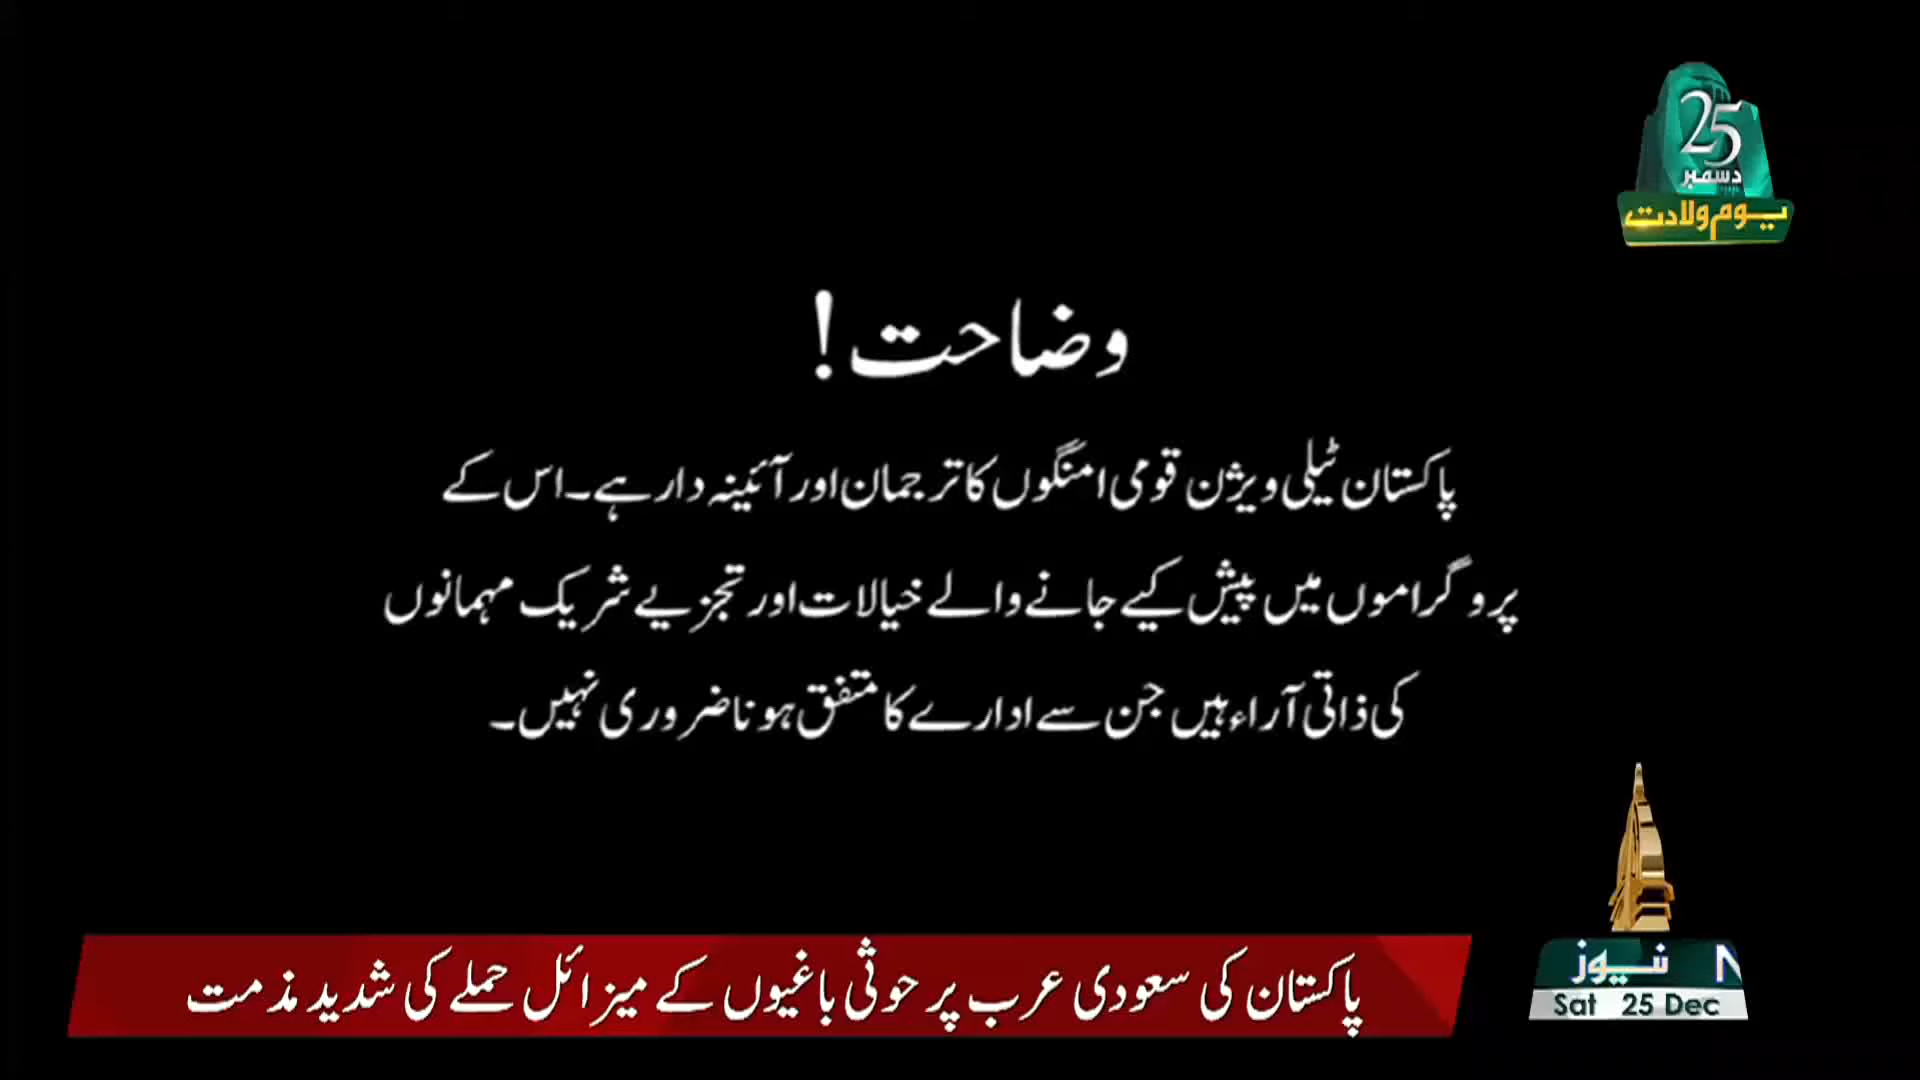 25
دسمبر
یوم ولادت
وضاحت!
پاکستان ٹیلی ویژن قومی امنگوں کا ترجمان اور آئینہ دار ہے۔ اس کے
پروگراموں میں پیش کیے جانے والے خیالات اور تجزیے شریک مہمانوں
کی ذاتی آراء ہیں جن سے ادارے کا متفق ہونا ضروری نہیں۔
پاکستان کی سعودی عرب پر حوثی باغیوں کے میزائل حملے کی شدید مذمت
نیوز N
Sat 25 Dec